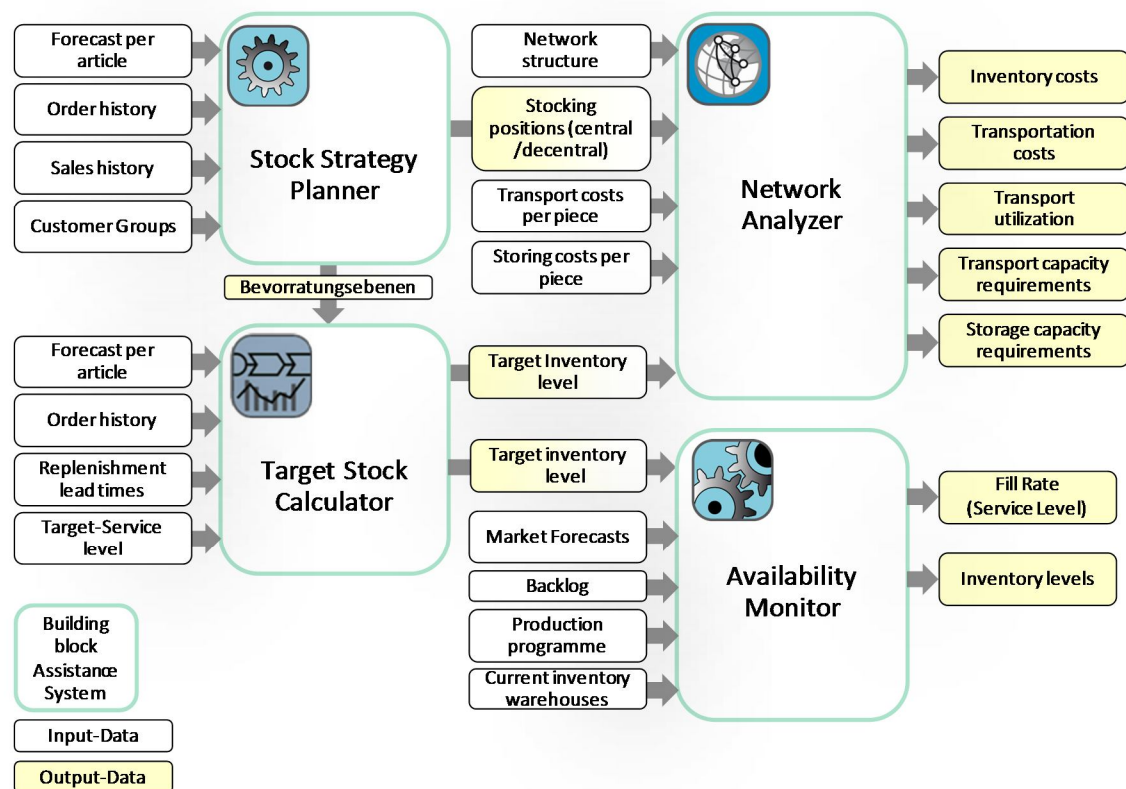 Forecast per
article
Order history
Sales history
Customer Groups
Stock Strategy
Planner
Bevorratungsebenen
Network
structure
Stocking
positions (central
/decentral)
Transport costs
per piece
Storing costs per
piece
Network
Analyzer
Inventory costs
Transportation
costs
Transport
utilization
Transport capacity
requirements
Storage capacity
requirements
Forecast per
article
Order history
Replenishment
lead times
Target-Service
level
Target Stock
Calculator
Target Inventory
level
Target inventory
level
Market Forecasts
Backlog
Production
programme
Current inventory
warehouses
Availability
Monitor
Fill Rate
(Service Level)
Inventory levels
Building
block
Assistance
System
Input-Data
Output-Data